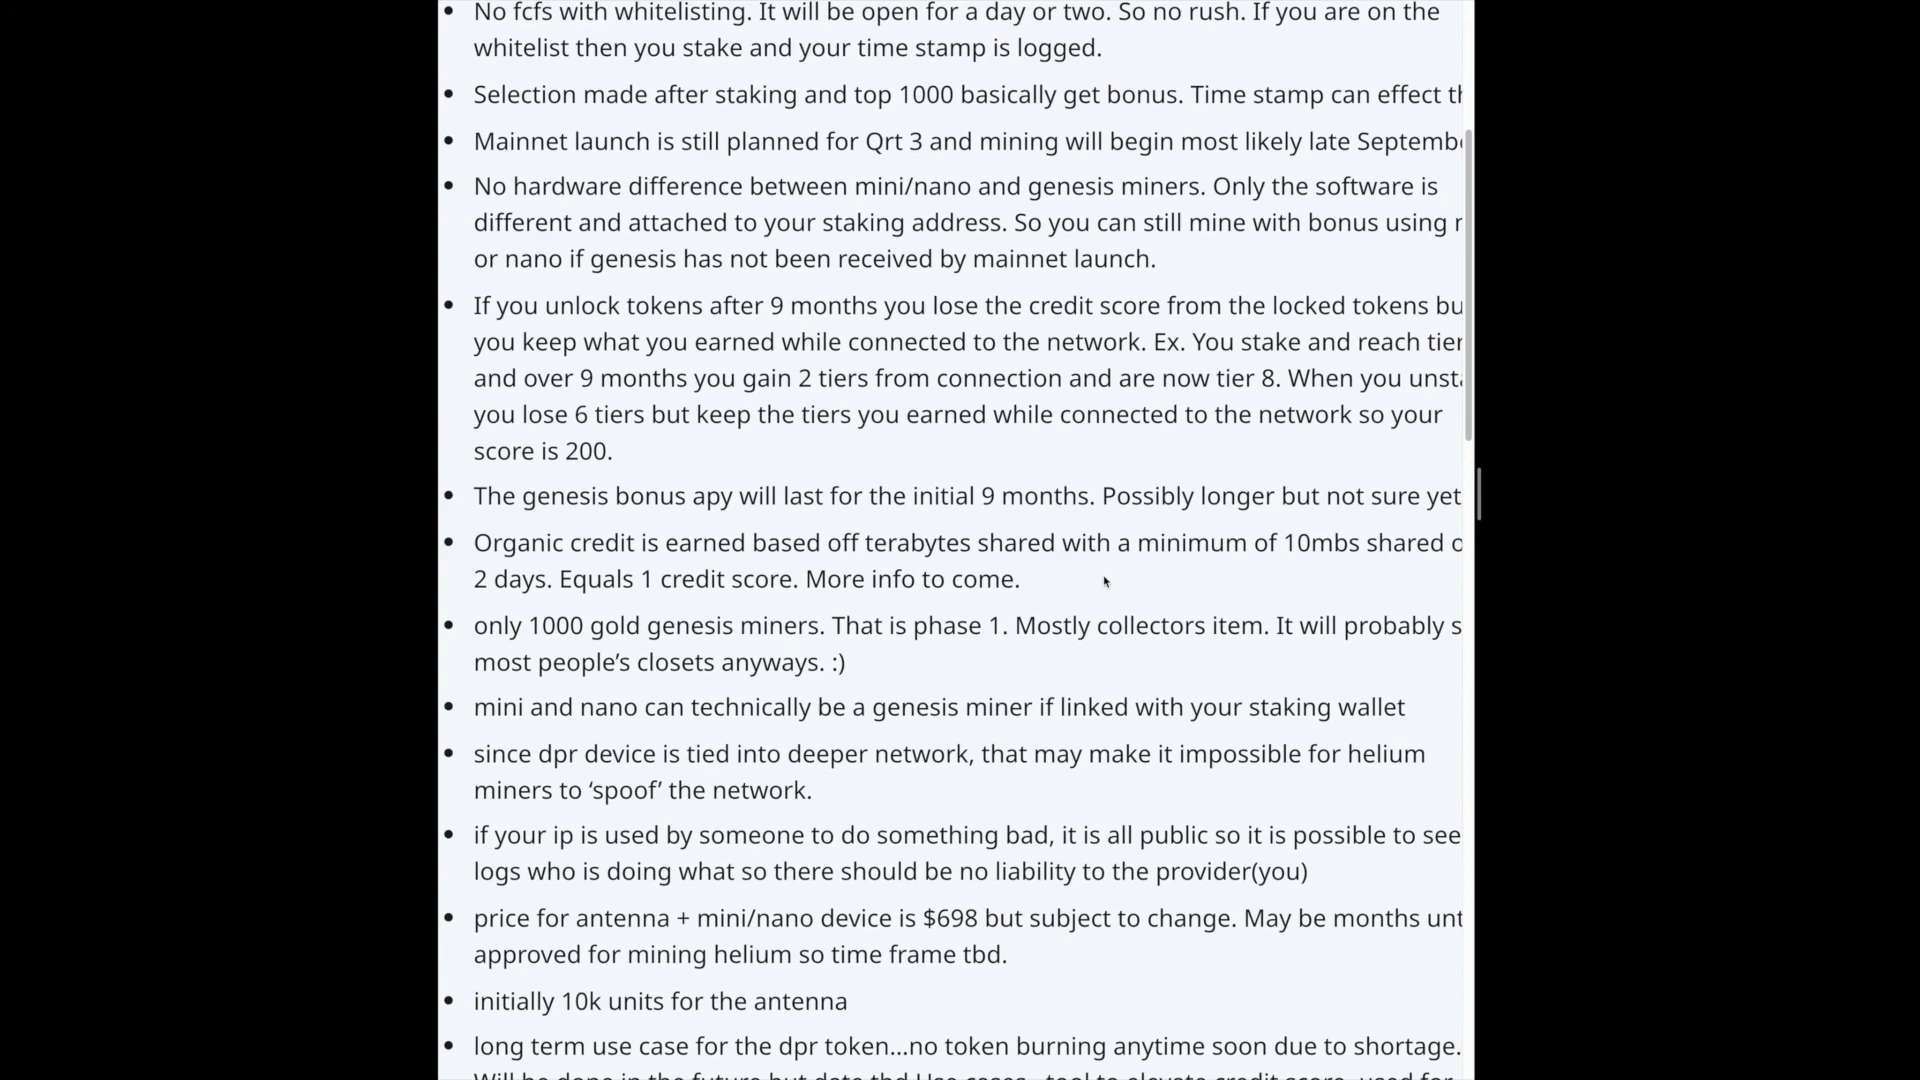 No fcfs with whitelisting. It will be open for a day or two. So no rush. If you are on the
whitelist then you stake and your time stamp is logged.
Selection made after staking and top 1000 basically get bonus. Time stamp can effect
Mainnet launch is still planned for Qrt 3 and mining will begin most likely late
No hardware difference between mini/nano and genesis miners. Only the software is
different and attached to your staking address. So you can still mine with bonus using
or nano if genesis has not been received by mainnet launch.
If you unlock tokens after 9 months you lose the credit score from the locked tokens
you keep what you earned while connected to the network. Ex. You stake and reach tier
and over 9 months you gain 2 tiers from connection and are now tier 8. When you
you lose 6 tiers but keep the tiers you earned while connected to the network so your
score is 200.
The genesis bonus apy will last for the initial 9 months. Possibly longer but not sure yet
Organic credit is earned based off terabytes shared with a minimum of 10mbs shared
2 days. Equals 1 credit score. More info to come.
only 1000 gold genesis miners. That is phase 1. Mostly collectors item. It will probably
most people’s closets anyways. :)
mini and nano can technically be a genesis miner if linked with your staking wallet
since dpr device is tied into deeper network, that may make it impossible for helium
miners to ‘spoof’ the network.
if your ip is used by someone to do something bad, it is all public so it is possible to see
logs who is doing what so there should be no liability to the provider(you)
price for antenna + mini/nano device is $698 but subject to change. May be months
approved for mining helium so time frame tbd.
initially 10k units for the antenna
long term use case for the dpr token...no token burning anytime soon due to shortage.